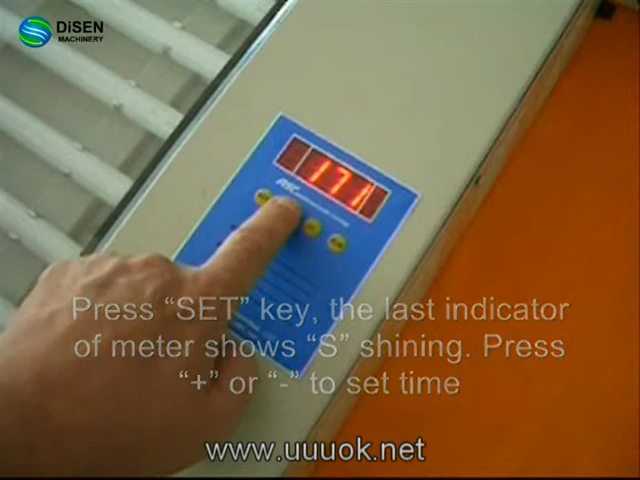 DiSEN
MACHINERY
Press “SET” key, the last indicator
of meter shows “S” shining. Press
“+” or “-” to set time
www.uuuok.net